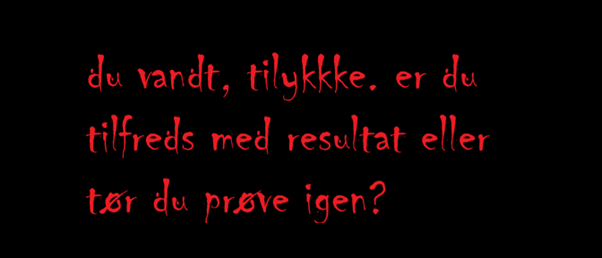 du vandt, tilykkke. er du
tilfreds med resultat eller
tør du prøve igen?